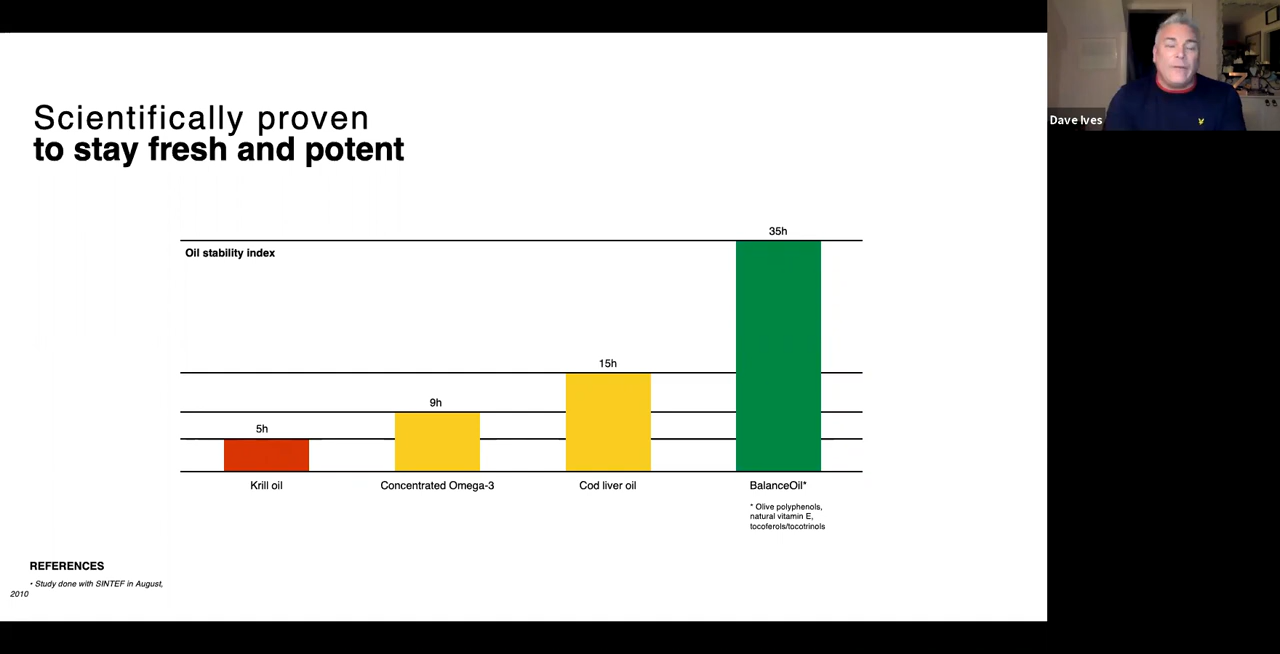 Scientifically proven
to stay fresh and potent
Dave Ives
35h
Oil stability index
15h
9h
5h
Krill oil
Concentrated Omega-3
Cod liver oil
BalanceOil*
* Olive polyphenols,
natural vitamin E,
tocoferols/tocotrinols
REFERENCES
• Study done with SINTEF in August,
2010